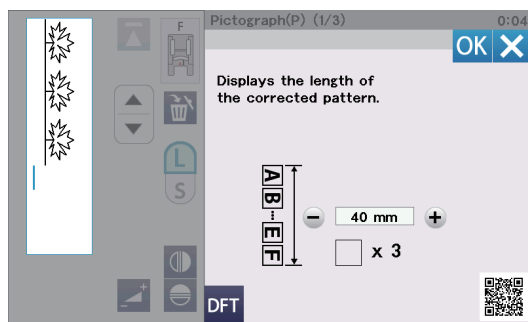 Pictograph(P) (1/3)
0:04
F
OK
Displays the length of
the corrected pattern.
L
S
A
B
E
F
40 mm
x 3
DFT